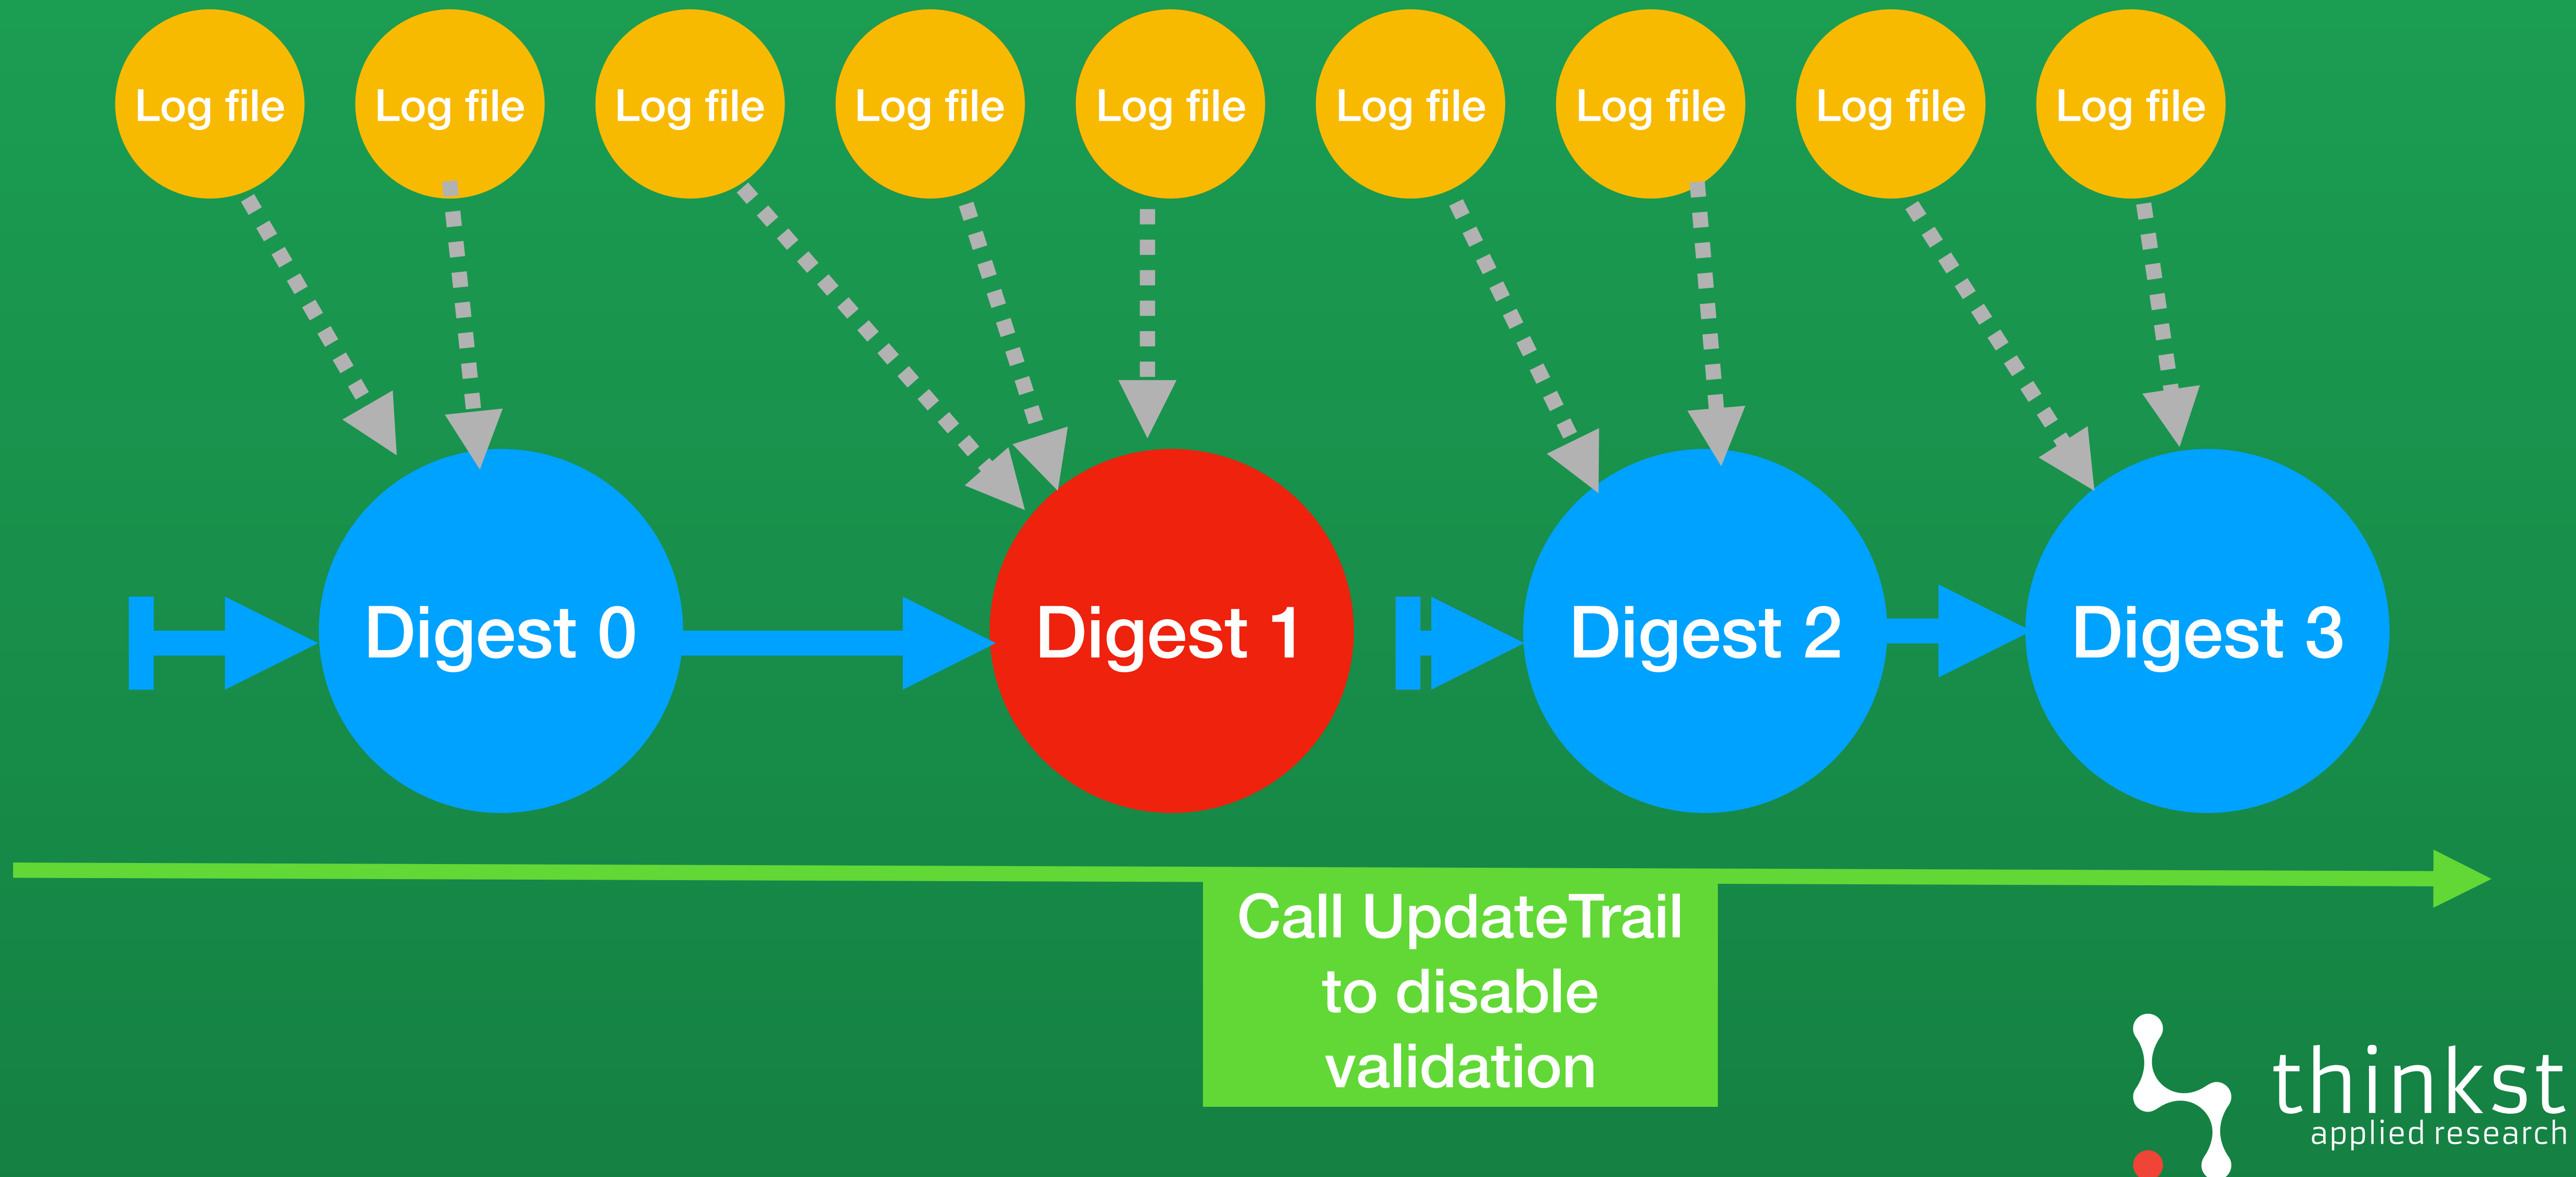 Log file
Log file
Log file
Log file
Log file
Log file
Log file
Log file
Log file
Digest 0
Digest 1
Digest 2
Digest 3
Call UpdateTrail
to disable
validation
thinkst
applied research